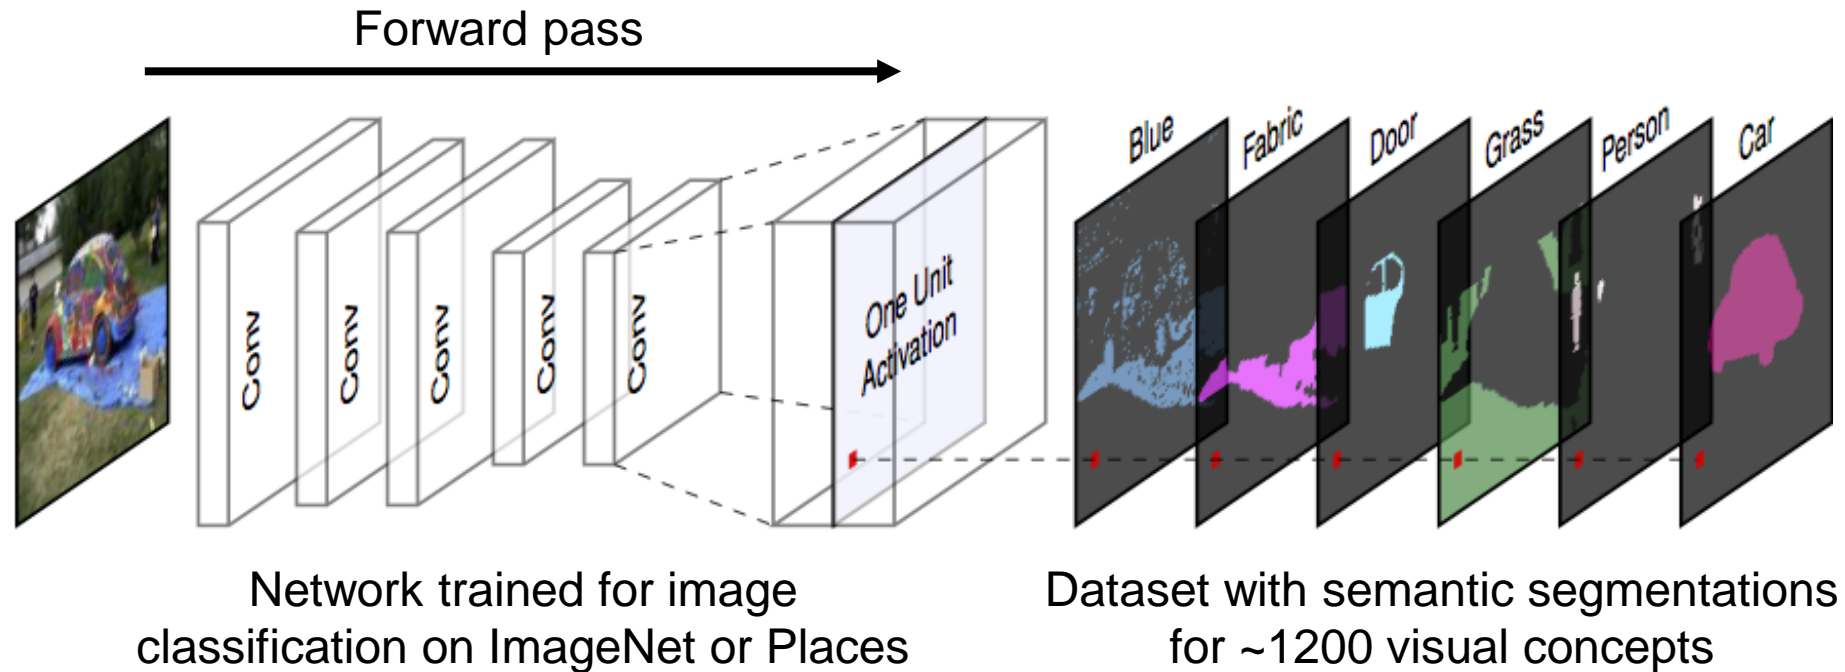 Forward pass
Conv
Conv
Conv
Conv
Conv
One Unit
Activation
Blue
Fabric
Door
Grass
Person
Car
Network trained for image
classification on ImageNet or Places
Dataset with semantic segmentations
for ~1200 visual concepts